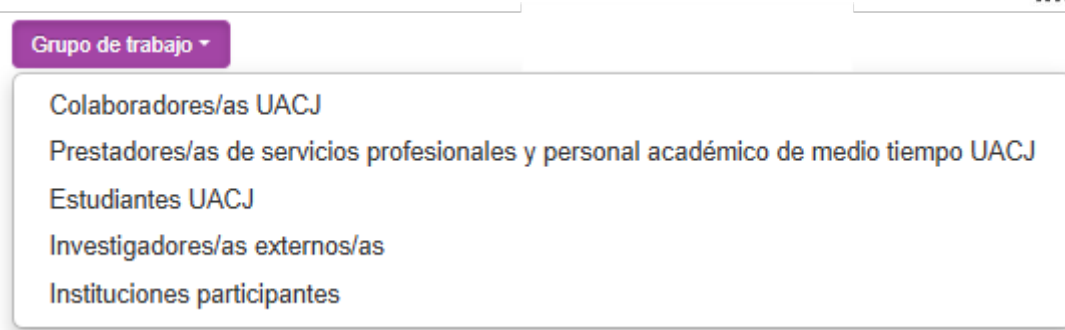 Grupo de trabajo
Colaboradores/as UACJ
Prestadores/as de servicios profesionales y personal académico de medio tiempo UACJ
Estudiantes UACJ
Investigadores/as externos/as
Instituciones participantes